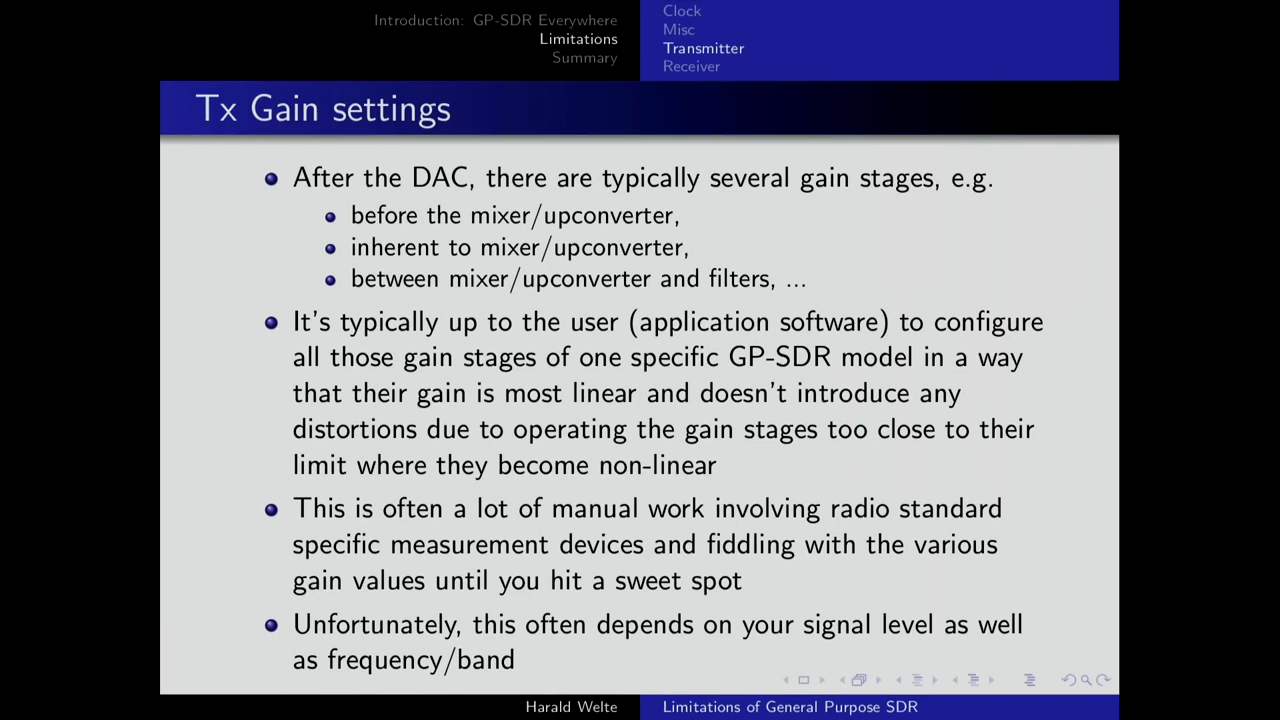 Introduction: GP-SDR Everywhere
Limitations
Summary
Clock
Misc
Transmitter
Receiver
Tx Gain settings
After the DAC, there are typically several gain stages, e.g.
before the mixer/upconverter,
inherent to mixer/upconverter,
between mixer/upconverter and filters, ...
It's typically up to the user (application software) to configure
all those gain stages of one specific GP-SDR model in a way
that their gain is most linear and doesn't introduce any
distortions due to operating the gain stages too close to their
limit where they become non-linear
This is often a lot of manual work involving radio standard
specific measurement devices and fiddling with the various
gain values until you hit a sweet spot
Unfortunately, this often depends on your signal level as well
as frequency/band
Harald Welte
Limitations of General Purpose SDR